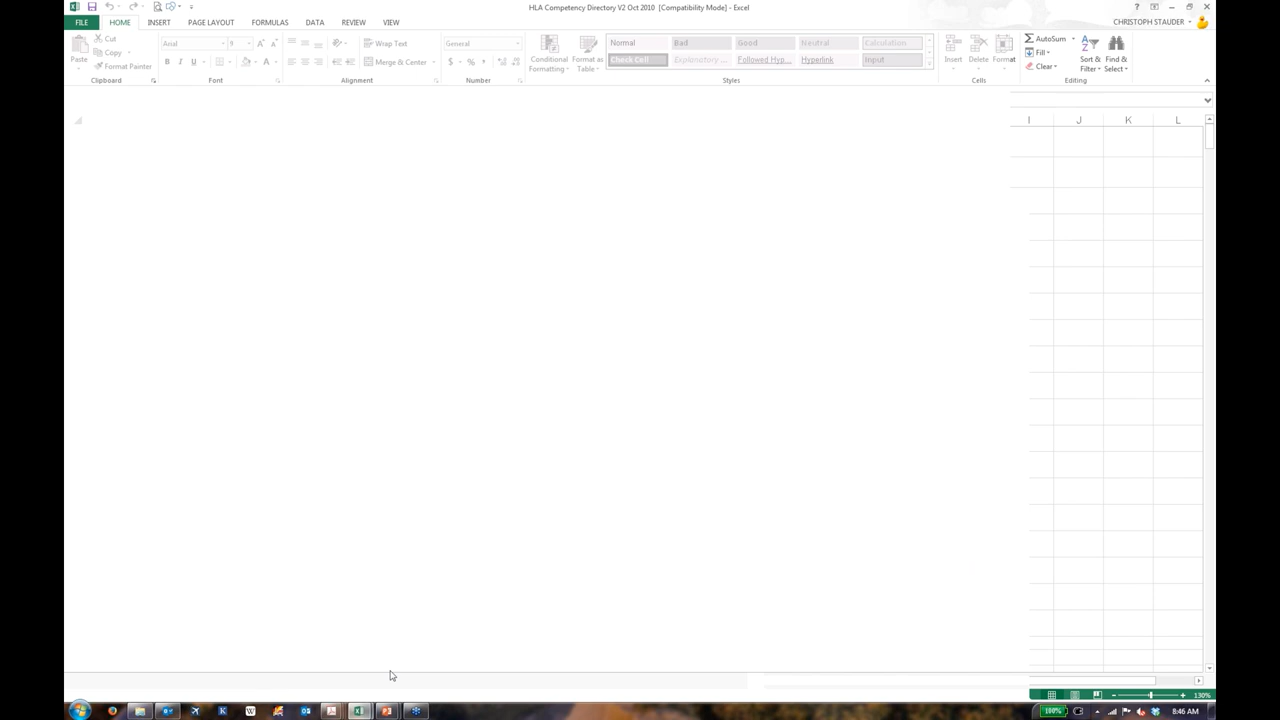 HLA Competency Directory V2 Oct 2010 [Compatibility Mode] - Excel
FILE HOME INSERT PAGE LAYOUT FORMULAS DATA REVIEW VIEW CHRISTOPH STAUDER
Paste
Cut
Copy
Format Painter
Clipboard
Arial 9
B I U
Font
Wrap Text
Merge & Center
Alignment
General
$ % ,
Number
Conditional Formatting
Format as Table
Normal Bad Good Neutral Calculation
Check Cell Explanatory ... Followed Hyp... Hyperlink Input
Styles
Insert Delete Format
Cells
AutoSum
Fill
Clear
Sort & Filter
Find & Select
Editing
I J K L
130%
100% 8:46 AM